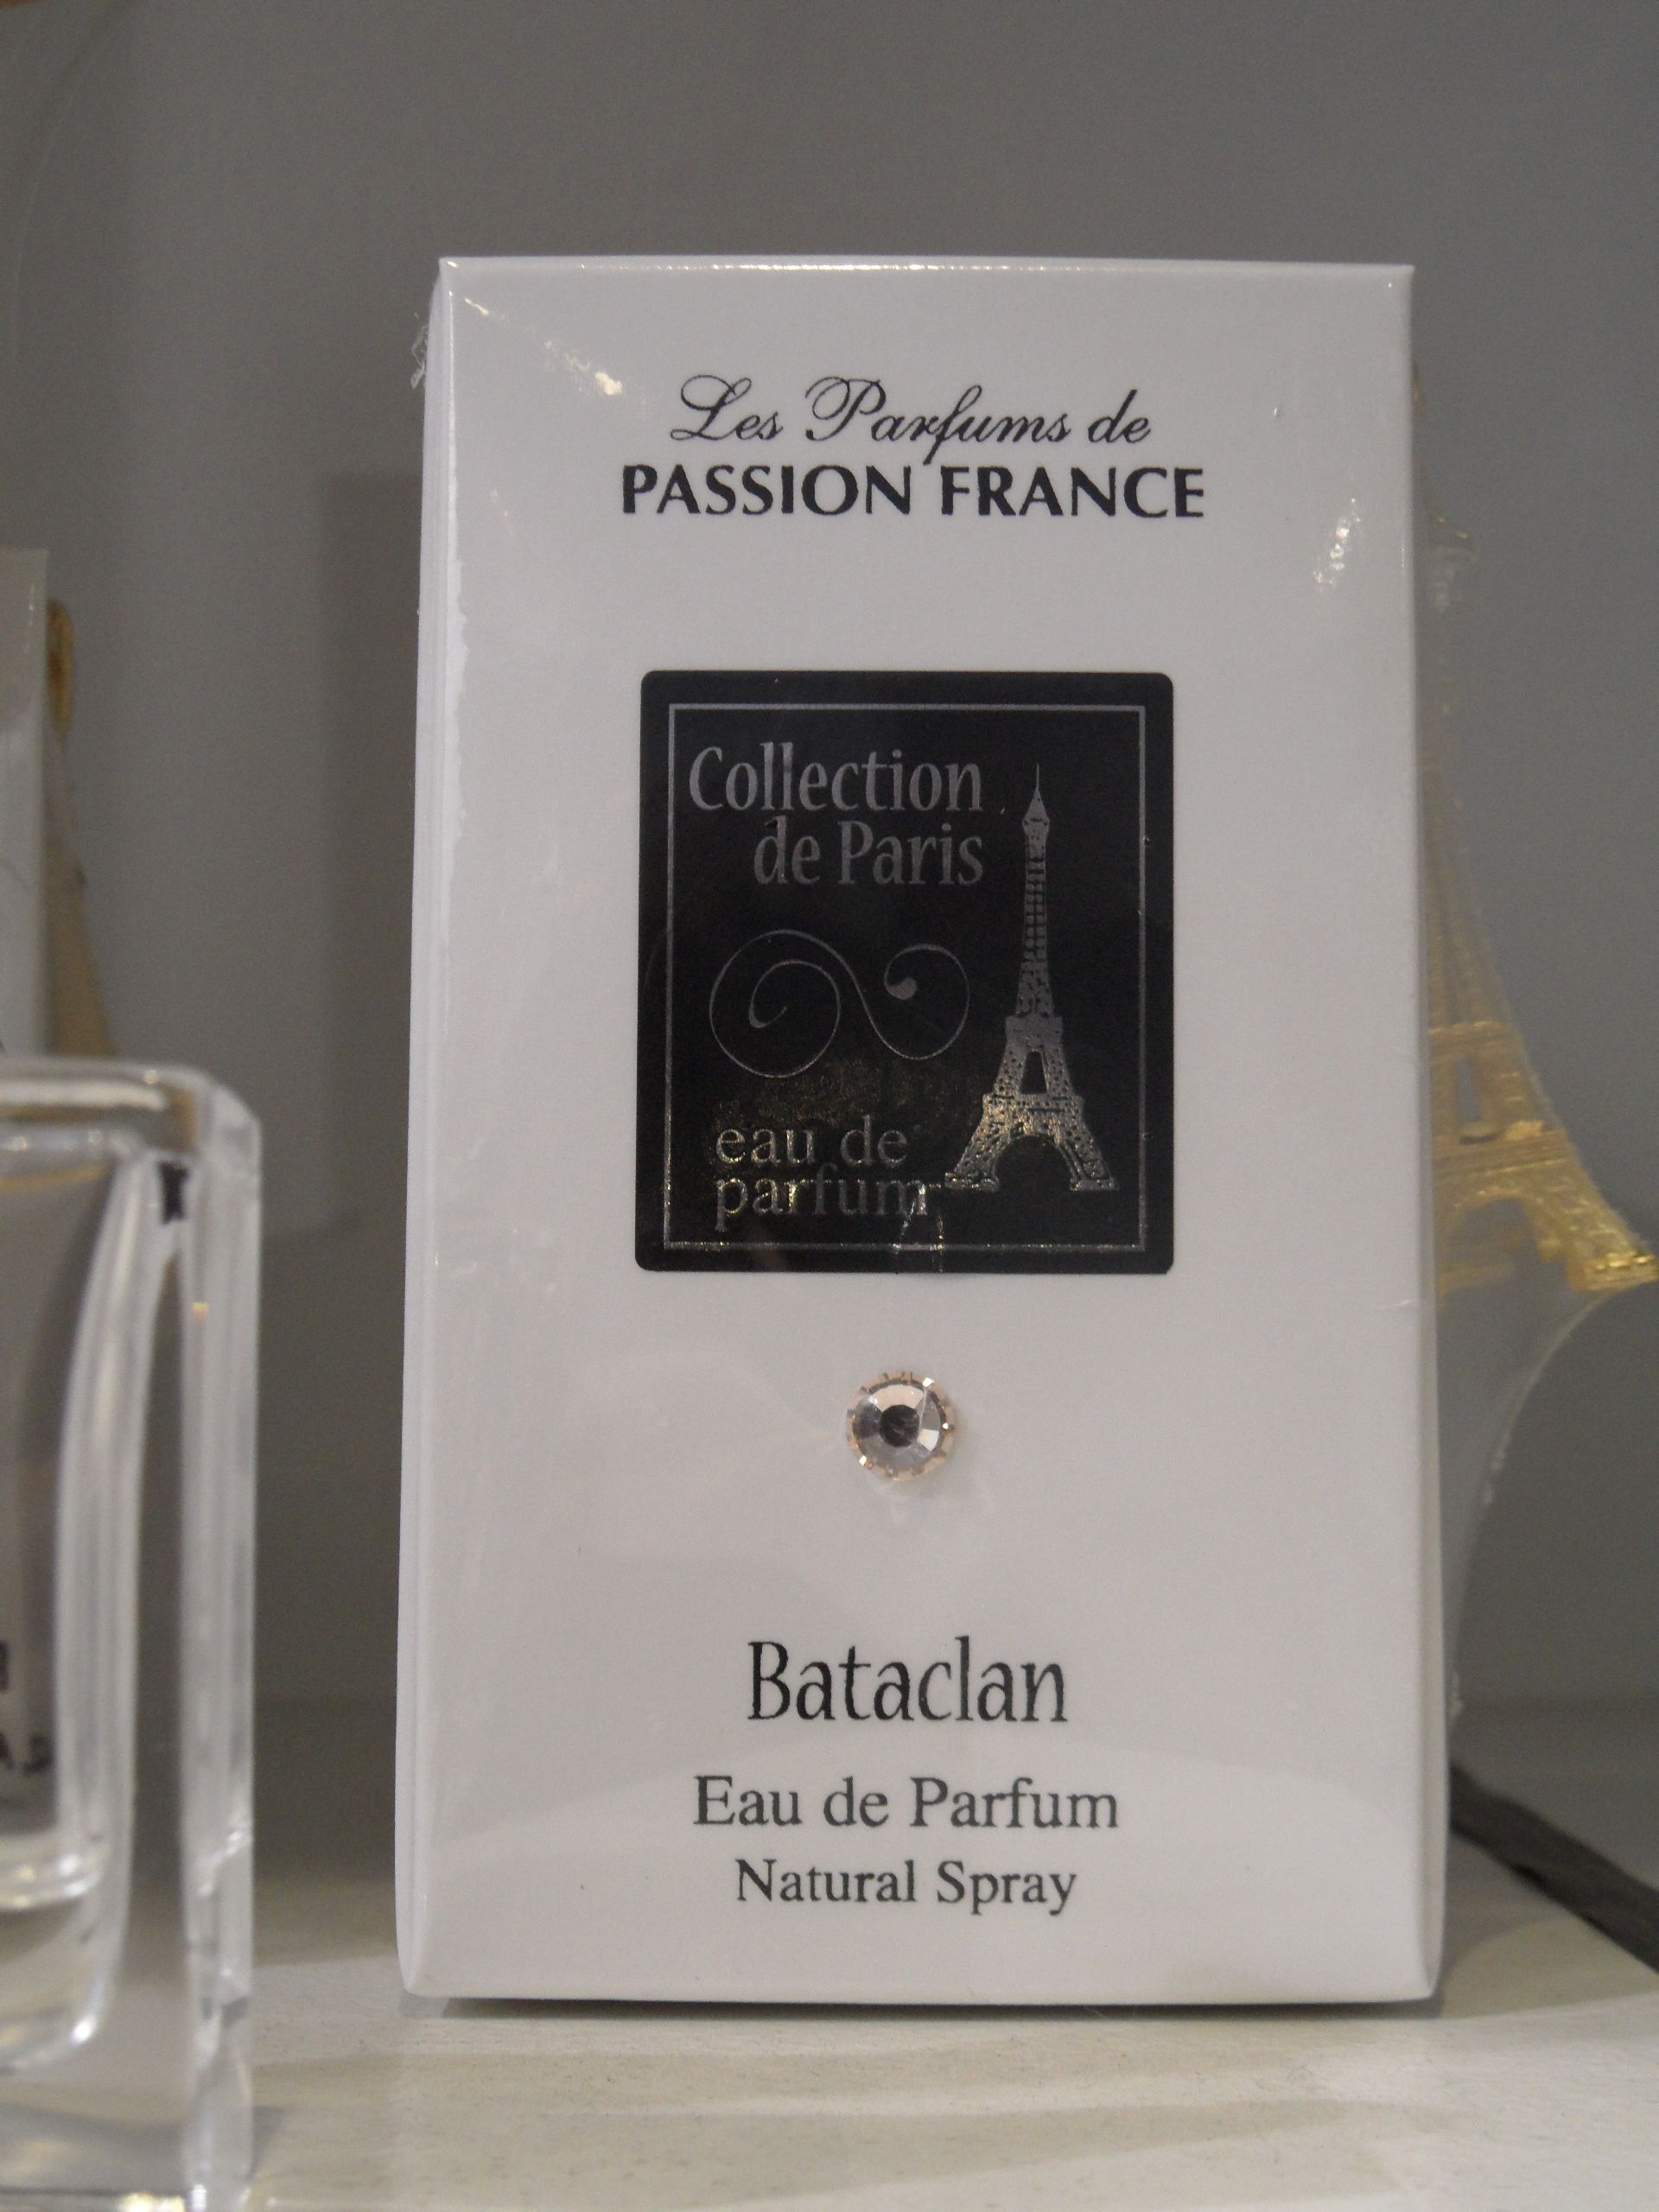 Les Parfums de
PASSION FRANCE
Collection
de Paris
eau de
parfum
Bataclan
Eau de Parfum
Natural Spray